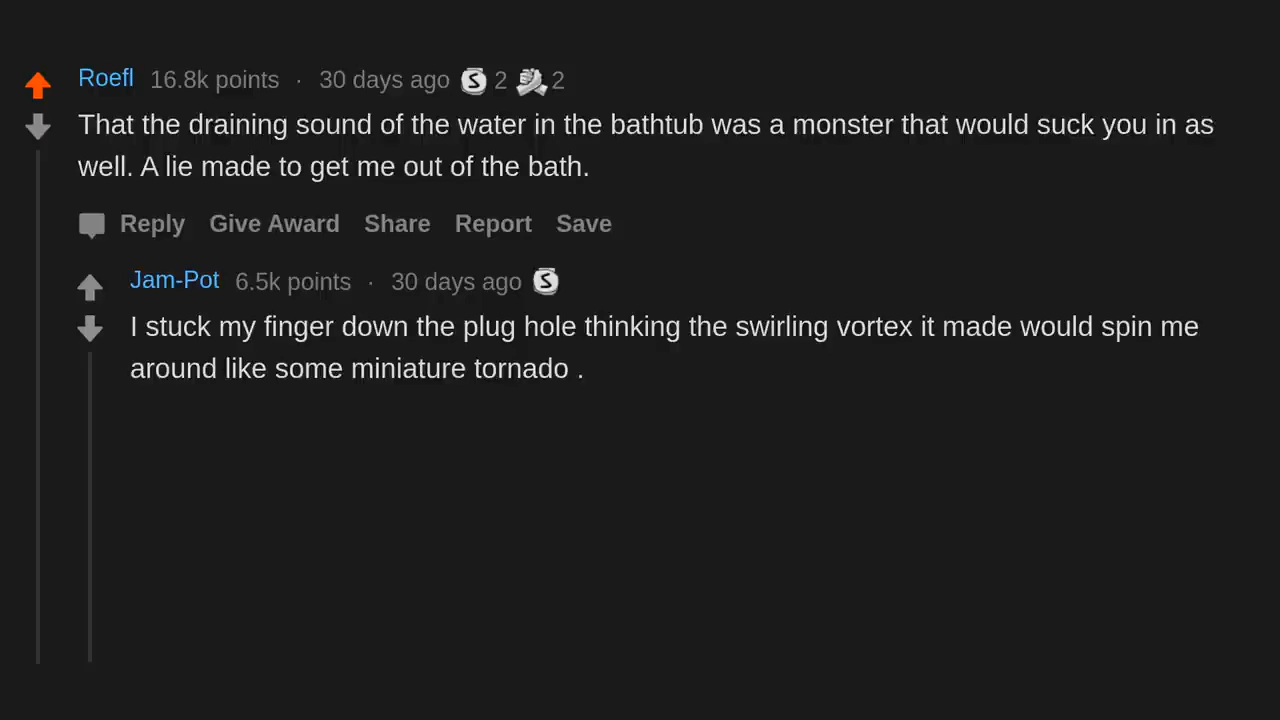 Roefl 16.8k points · 30 days ago S 2 2
That the draining sound of the water in the bathtub was a monster that would suck you in as
well. A lie made to get me out of the bath.
Reply Give Award Share Report Save
Jam-Pot 6.5k points · 30 days ago S
I stuck my finger down the plug hole thinking the swirling vortex it made would spin me
around like some miniature tornado .